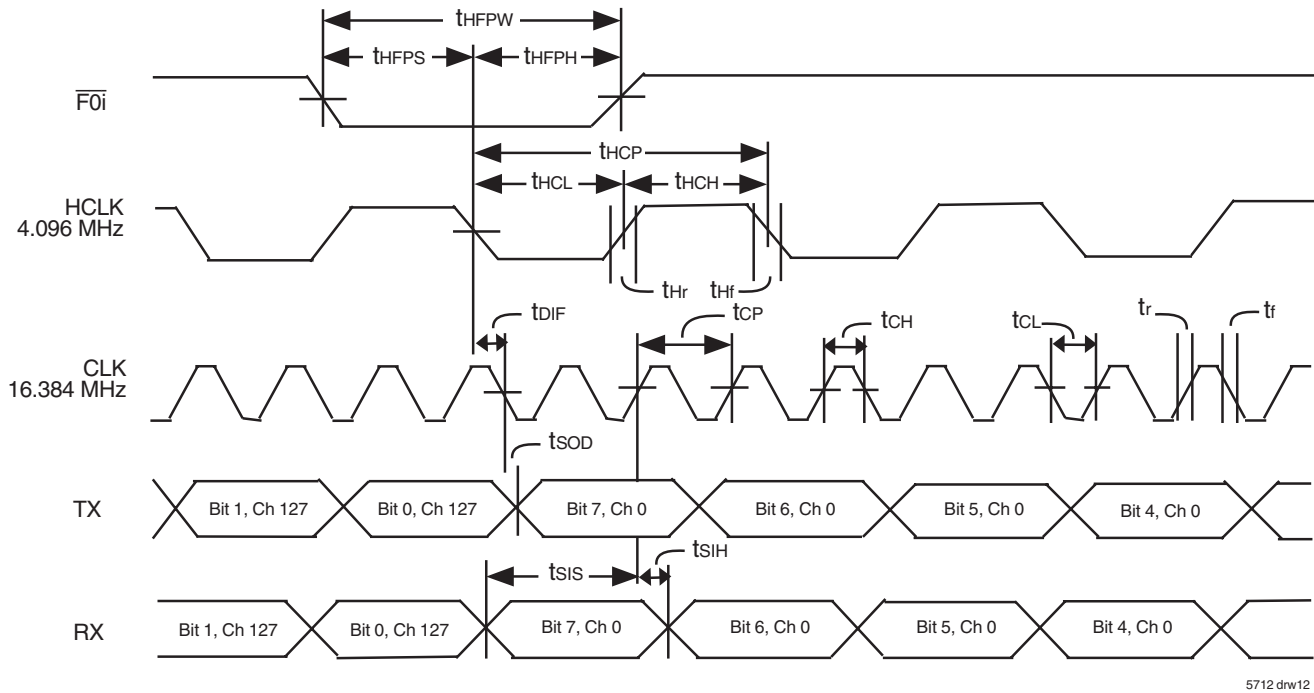 tHFPW
tHFPS tHFPH
F0i
tHCP
tHCL tHCH
HCLK
4.096 MHz
tHr tHf
tDIF tCP tCH tCL tr tf
CLK
16.384 MHz
tSOD
TX Bit 1, Ch 127 Bit 0, Ch 127 Bit 7, Ch 0 Bit 6, Ch 0 Bit 5, Ch 0 Bit 4, Ch 0
tSIS tSIH
RX Bit 1, Ch 127 Bit 0, Ch 127 Bit 7, Ch 0 Bit 6, Ch 0 Bit 5, Ch 0 Bit 4, Ch 0
5712 drw12